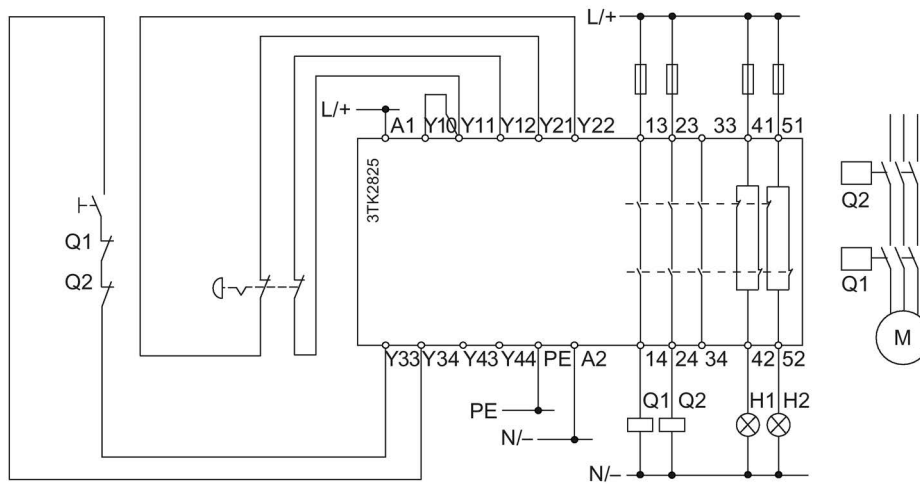 L/+
L/+
A1 Y10 Y11 Y12 Y21 Y22 13 23 33 41 51
3TK2825
Q2
Q1
Q2
Q1
M
Y33 Y34 Y43 Y44 PE A2 14 24 34 42 52
Q1 Q2 H1 H2
PE
N/–
N/–